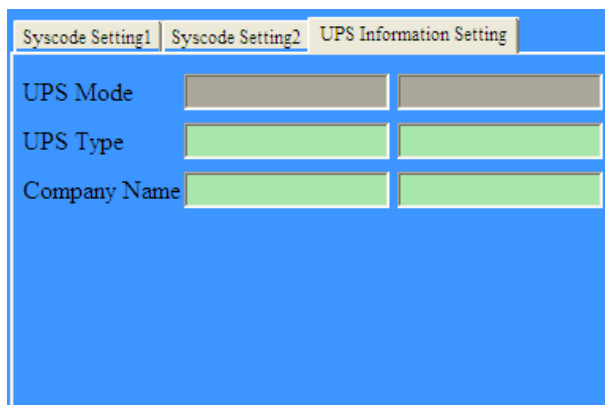 Syscode Setting1 Syscode Setting2 UPS Information Setting
UPS Mode
UPS Type
Company Name